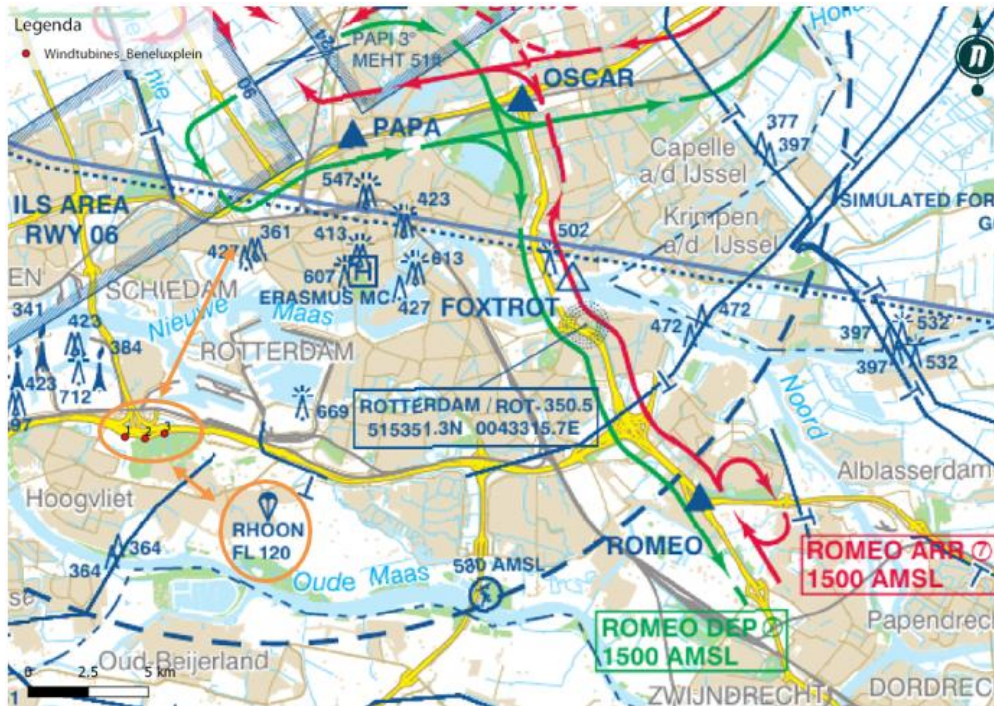 Legenda
Windtubines_Beneluxplein
PAPI 3°
MEHT 51ft
06
OSCAR
PAPA
377
397
Capelle
a/d IJssel
547
423
ILS AREA
RWY 06
361
427
413
607
613
427
ERASMUS MC
502
Krimpen
a/d IJssel
SIMULATED FOR
SCHIEDAM
Nieuwe
Maas
FOXTROT
341
423
384
712
423
ROTTERDAM
669
472
472
397
532
397
532
Noord
ROTTERDAM / ROT- 350.5
515351.3N 0043315.7E
1
2
3
Hoogvliet
RHOON
FL 120
Alblasserdam
364
364
ROMEO
580 AMSL
Oude Maas
ROMEO ARR 7
1500 AMSL
ROMEO DEP 7
1500 AMSL
Papendrecht
Oud-Beijerland
0
2,5
5 km
ZWIJNDRECHT
DORDREC
n